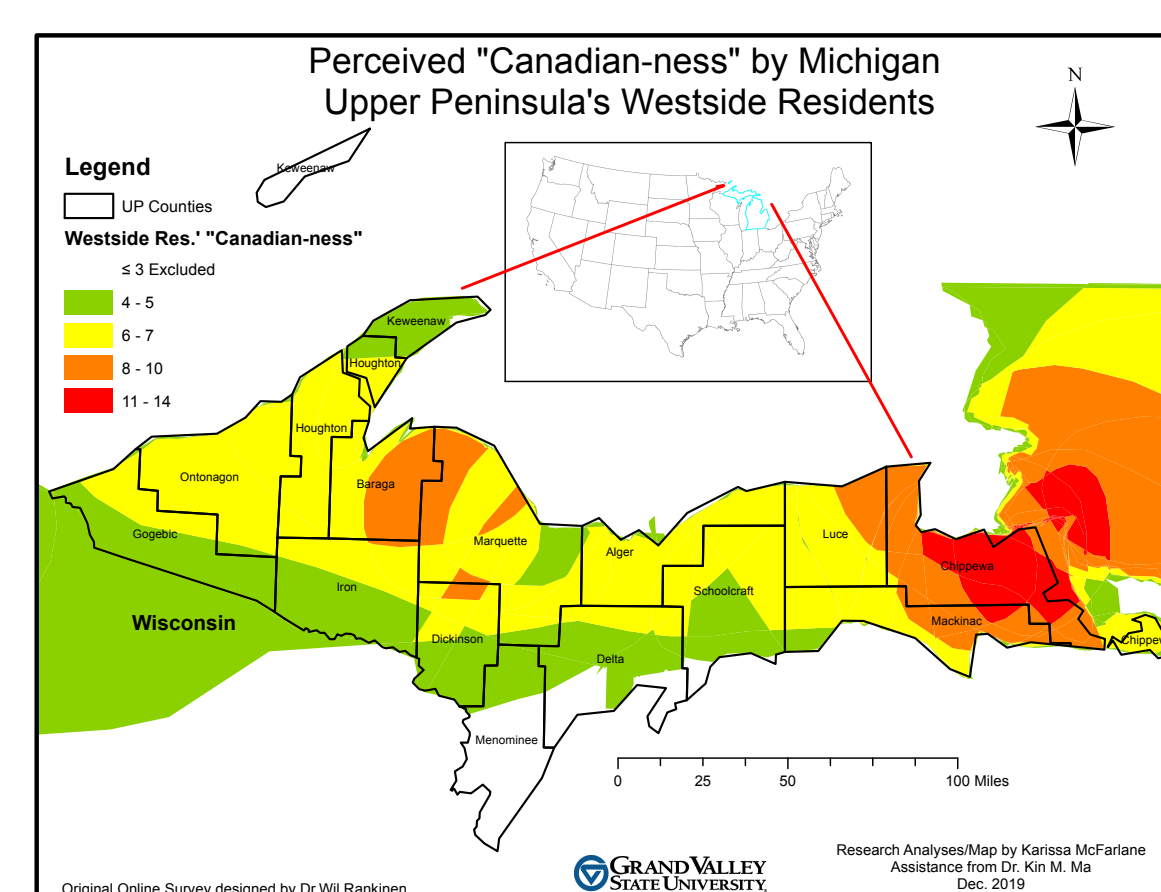 Perceived "Canadian-ness" by Michigan
Upper Peninsula's Westside Residents
N
Legend
Keweenaw
UP Counties
Westside Res.' "Canadian-ness"
≤ 3 Excluded
4 - 5
6 - 7
8 - 10
11 - 14
Keweenaw
Houghton
Houghton
Ontonagon
Baraga
Gogebic
Marquette
Alger
Luce
Chippewa
Iron
Schoolcraft
Wisconsin
Mackinac
Dickinson
Chippew
Delta
Menominee
0 25 50 100 Miles
Research Analyses/Map by Karissa McFarlane
Assistance from Dr. Kin M. Ma
Dec. 2019
GRAND VALLEY
STATE UNIVERSITY
Original Online Survey designed by Dr Wil Rankinen